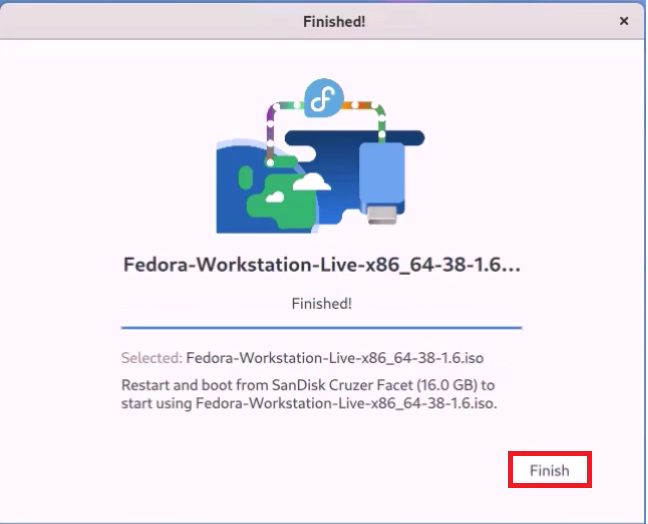 Finished!
Fedora-Workstation-Live-x86_64-38-1.6...
Finished!
Selected: Fedora-Workstation-Live-x86_64-38-1.6.iso
Restart and boot from SanDisk Cruzer Facet (16.0 GB) to
start using Fedora-Workstation-Live-x86_64-38-1.6.iso.
Finish